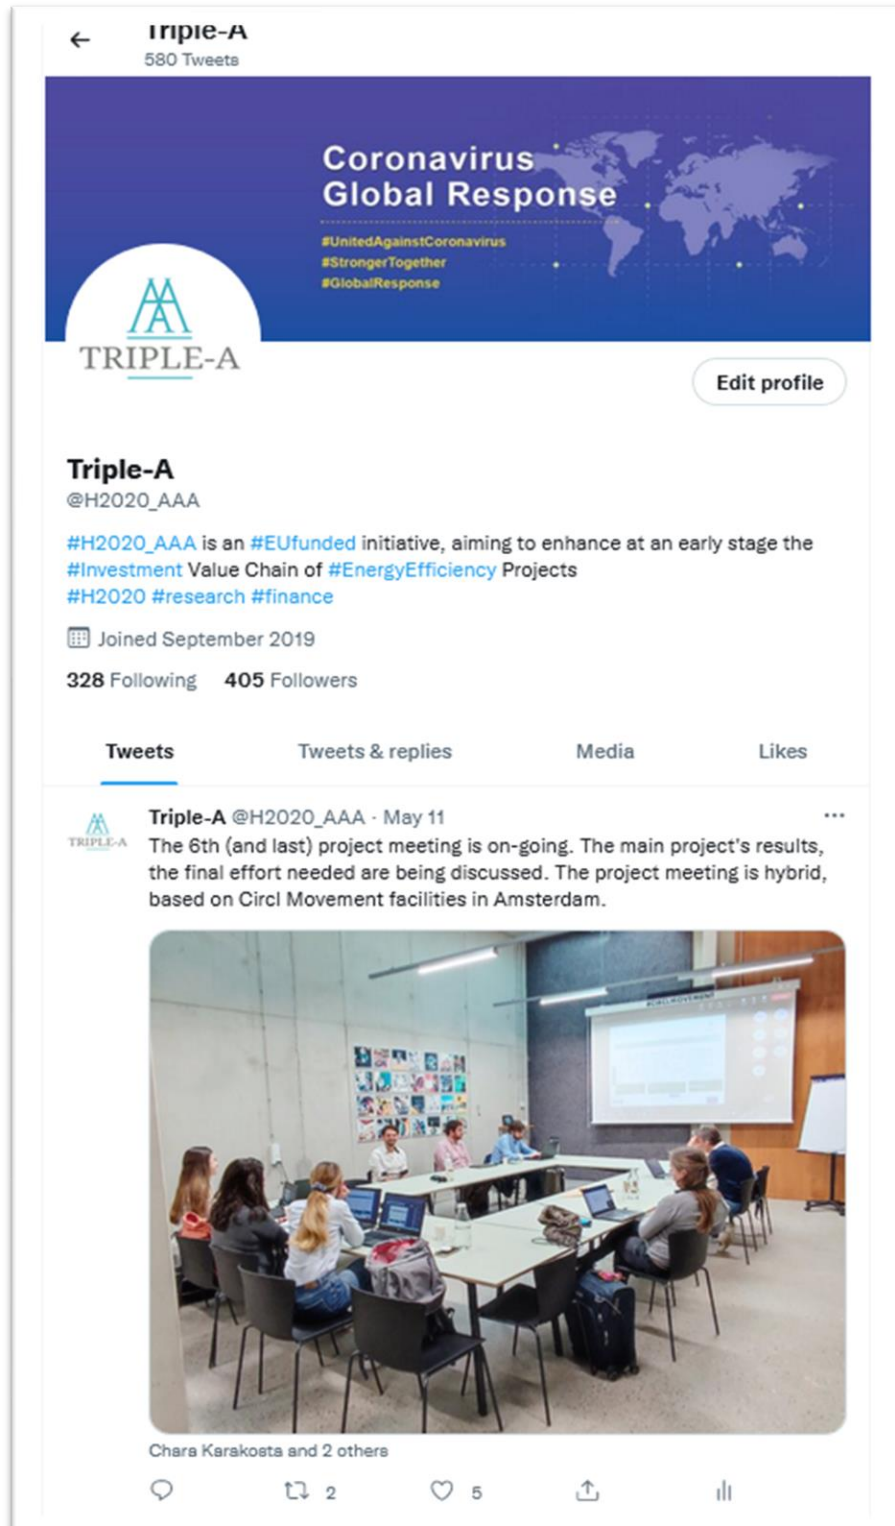 Triple-A
580 Tweets
Coronavirus
Global Response
#UnitedAgainstCoronavirus
#StrongerTogether
#GlobalResponse
TRIPLE-A
Edit profile
Triple-A
@H2020_AAA
#H2020_AAA is an #EUfunded initiative, aiming to enhance at an early stage the
#Investment Value Chain of #EnergyEfficiency Projects
#H2020 #research #finance
Joined September 2019
328 Following 405 Followers
Tweets Tweets & replies Media Likes
TRIPLE-A
Triple-A @H2020_AAA · May 11
The 6th (and last) project meeting is on-going. The main project's results,
the final effort needed are being discussed. The project meeting is hybrid,
based on Circl Movement facilities in Amsterdam.
#CIRCLMOVEMENT
Chara Karakosta and 2 others
2 5